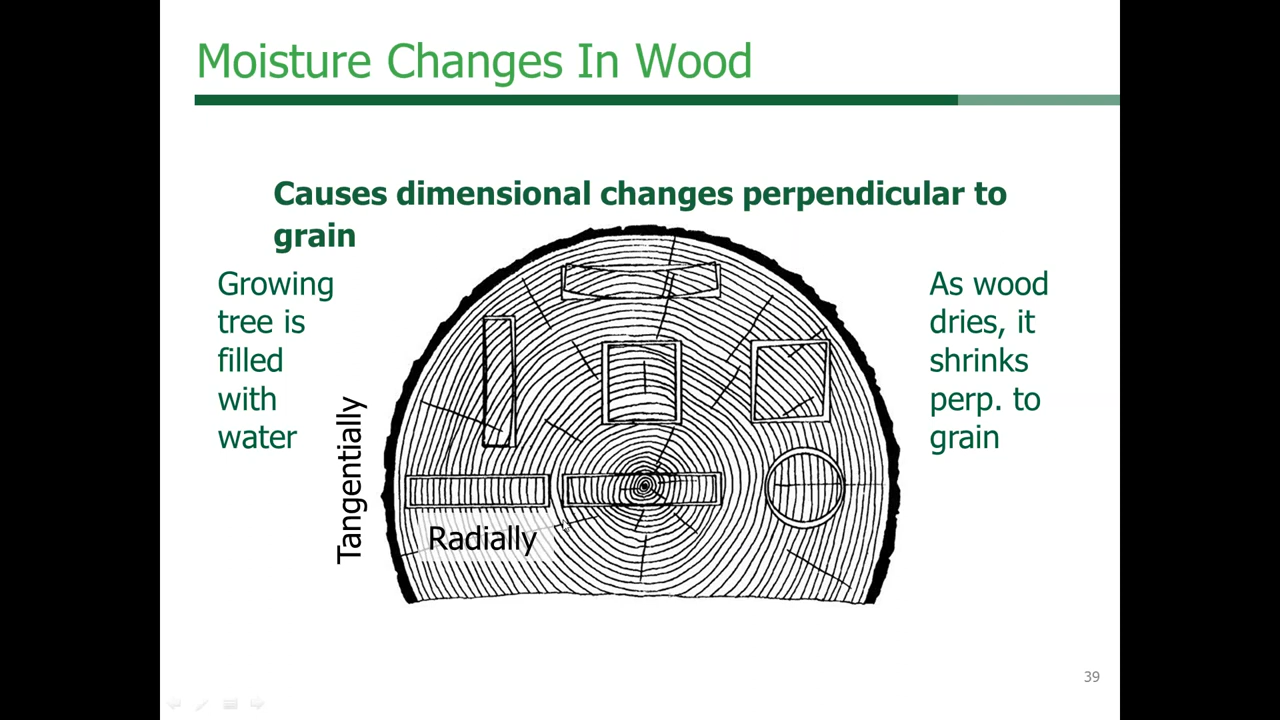 Moisture Changes In Wood
Causes dimensional changes perpendicular to
grain
Growing
tree is
filled
with
water
As wood
dries, it
shrinks
perp. to
grain
Tangentially
Radially
39